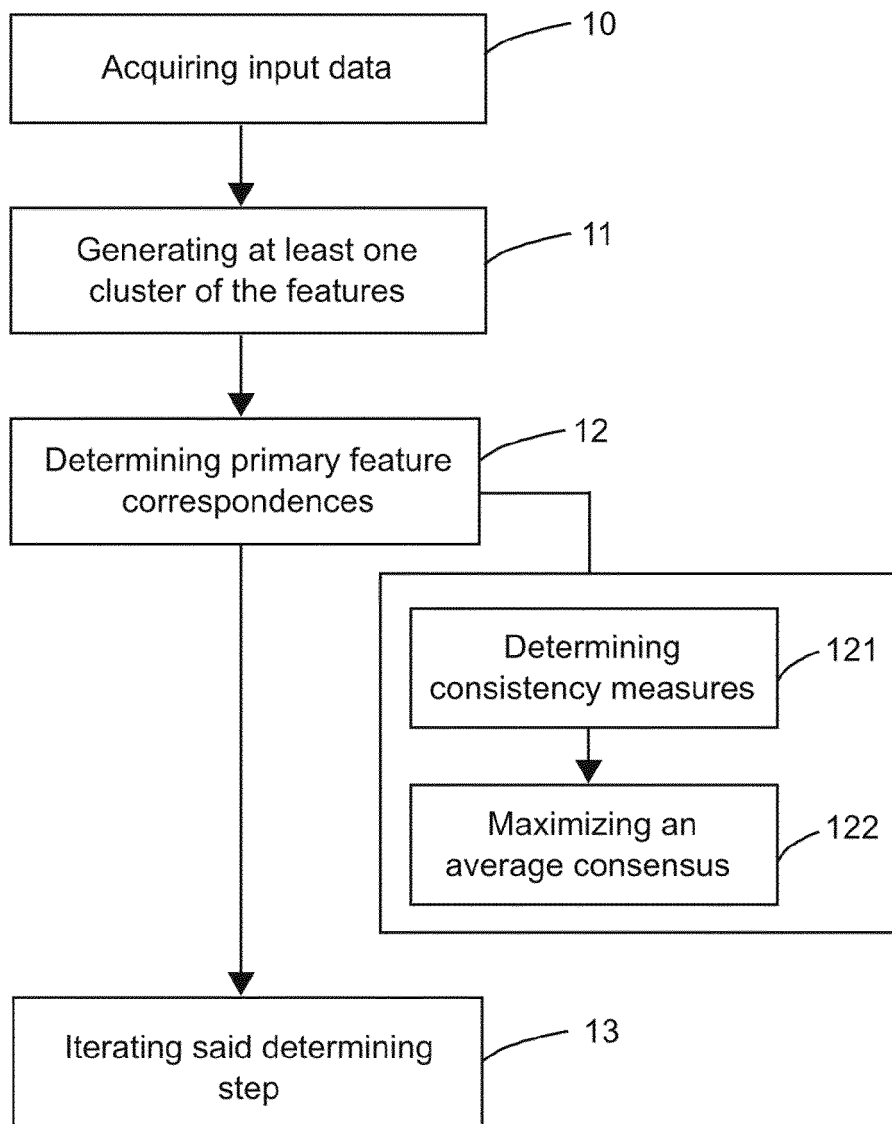 10
Acquiring input data
11
Generating at least one
cluster of the features
12
Determining primary feature
correspondences
Determining
consistency measures
121
Maximizing an
average consensus
122
Iterating said determining
step
13